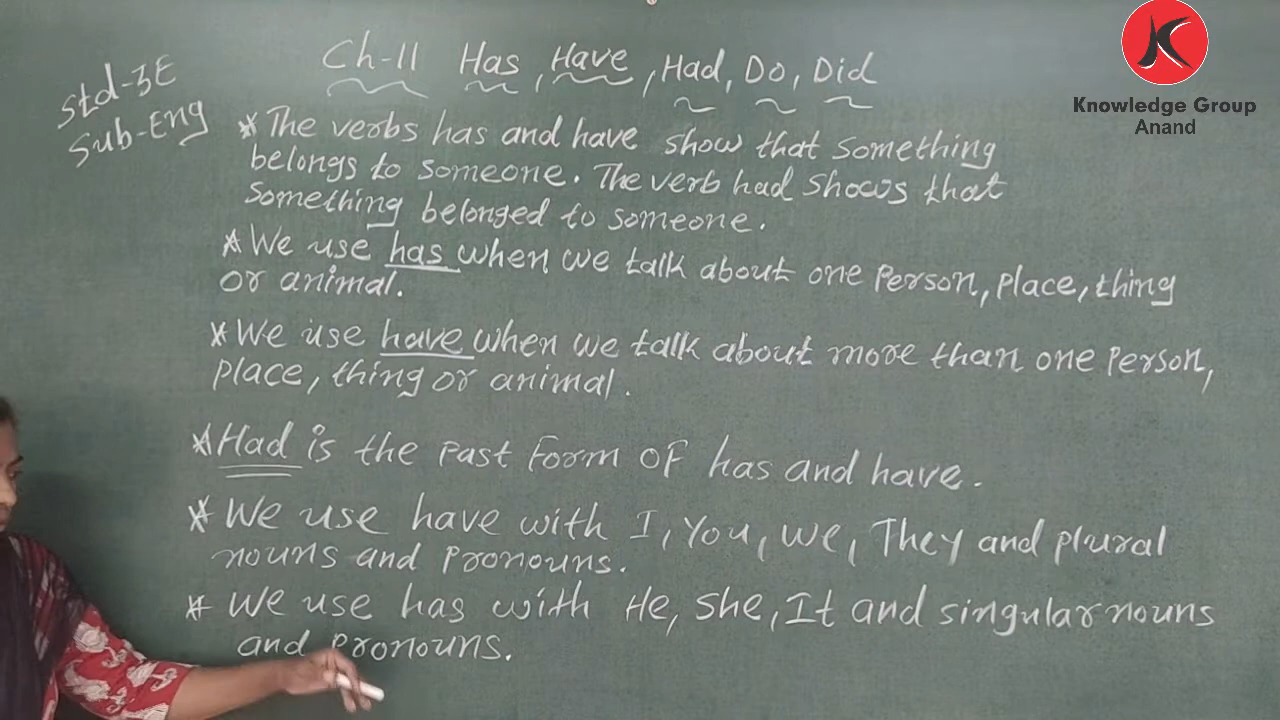 Std-3E
Sub-Eng
Ch-11 Has, Have, Had, Do, Did
* The verbs has and have show that something
belongs to someone. The verb had shows that
something belonged to someone.
* We use has when we talk about one Person, place, thing
or animal.
* We use have when we talk about more than one person,
place, thing or animal.
* Had is the past form of has and have.
* We use have with I, You, we, They and plural
nouns and pronouns.
* We use has with He, She, It and singular nouns
and pronouns.
K
Knowledge Group
Anand